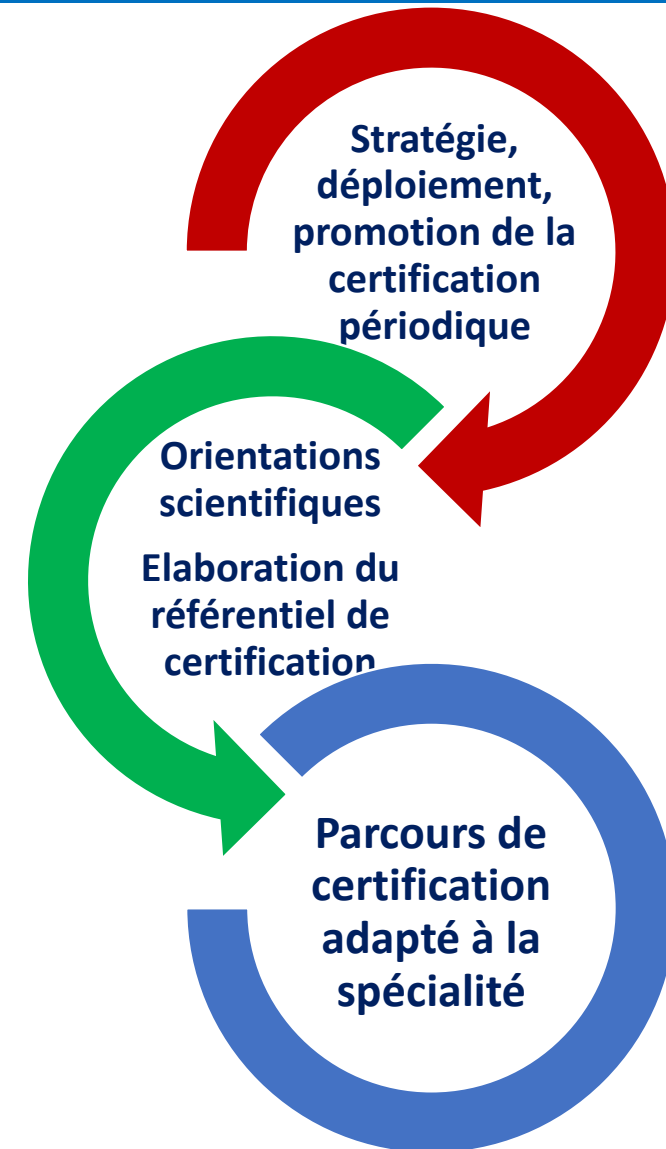 Stratégie,
déploiement,
promotion de la
certification
périodique
Orientations
scientifiques
Elaboration du
référentiel de
certification
Parcours de
certification
adapté à la
spécialité